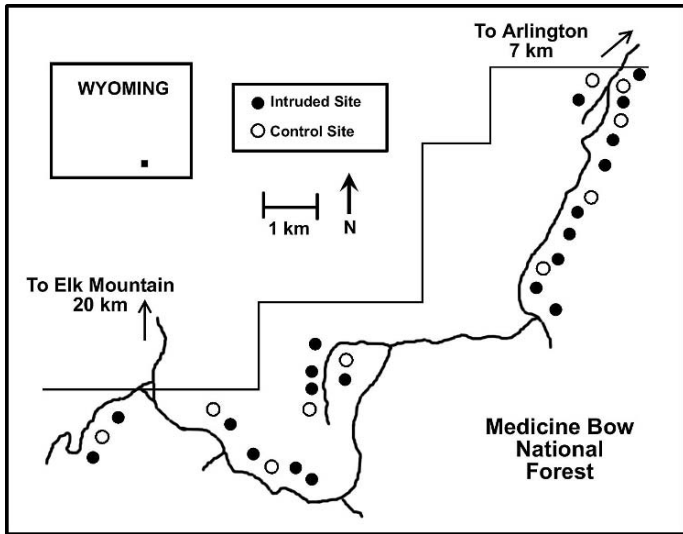 To Arlington
7 km
WYOMING
Intruded Site
Control Site
1 km
N
To Elk Mountain
20 km
Medicine Bow
National
Forest